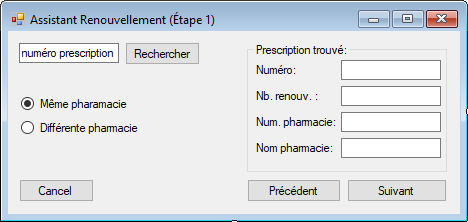 Assistant Renouvellement (Étape 1)
numéro prescription
Rechercher
Même pharamacie
Différente pharmacie
Prescription trouvé:
Numéro:
Nb. renouv. :
Num. pharmacie:
Nom pharmacie:
Cancel
Précédent
Suivant